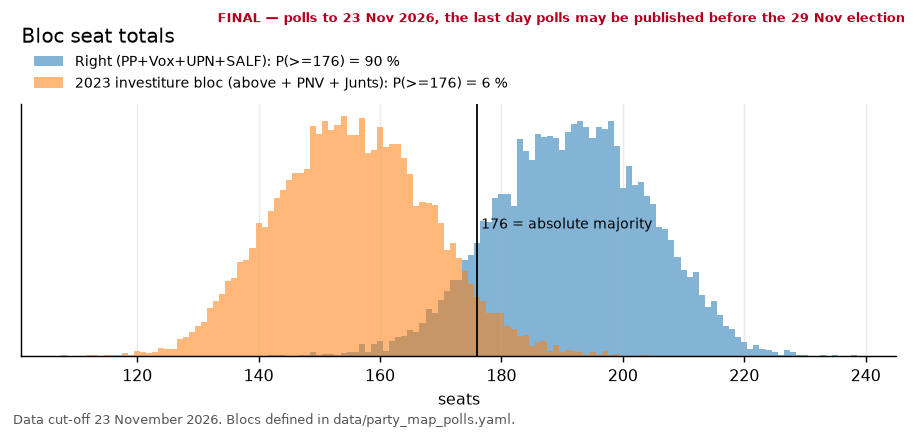 FINAL — polls to 23 Nov 2026, the last day polls may be published before the 29 Nov election
Bloc seat totals
Right (PP+Vox+UPN+SALF): P(>=176) = 90 %
2023 investiture bloc (above + PNV + Junts): P(>=176) = 6 %
176 = absolute majority
120 140 160 180 200 220 240
seats
Data cut-off 23 November 2026. Blocs defined in data/party_map_polls.yaml.